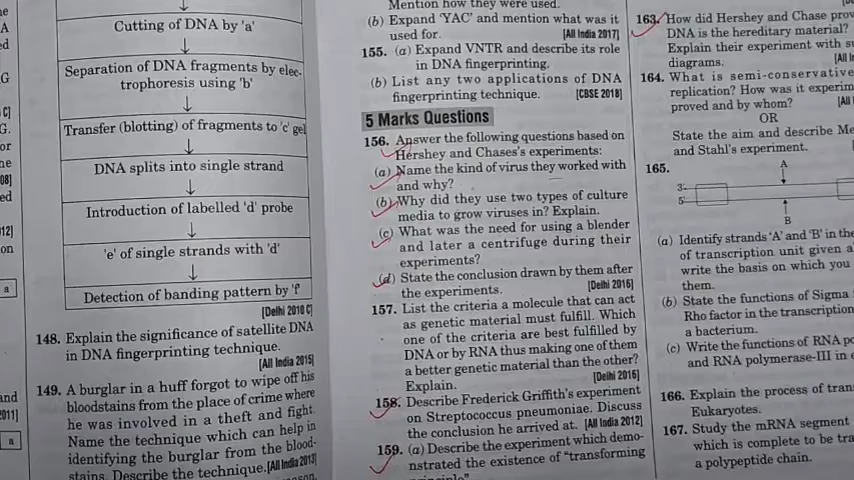 Cutting of DNA by 'a'
Separation of DNA fragments by elec-
trophoresis using 'b'
Transfer (blotting) of fragments to 'c' gel
DNA splits into single strand
Introduction of labelled 'd' probe
'e' of single strands with 'd'
Detection of banding pattern by 'f'
[Delhi 2010 C]
148. Explain the significance of satellite DNA
in DNA fingerprinting technique.
[All India 2015]
149. A burglar in a huff forgot to wipe off his
bloodstains from the place of crime where
he was involved in a theft and fight.
Name the technique which can help in
identifying the burglar from the blood-
stains. Describe the technique.[All India 2013]
Mention how they were used.
(b) Expand 'YAC' and mention what was it
used for. [All India 2017]
155. (a) Expand VNTR and describe its role
in DNA fingerprinting.
(b) List any two applications of DNA
fingerprinting technique. [CBSE 2018]
5 Marks Questions
156. Answer the following questions based on
Hershey and Chases's experiments:
(a) Name the kind of virus they worked with
and why?
(b) Why did they use two types of culture
media to grow viruses in? Explain.
(c) What was the need for using a blender
and later a centrifuge during their
experiments?
(d) State the conclusion drawn by them after
the experiments. [Delhi 2016]
157. List the criteria a molecule that can act
as genetic material must fulfill. Which
one of the criteria are best fulfilled by
DNA or by RNA thus making one of them
a better genetic material than the other?
Explain. [Delhi 2016]
158. Describe Frederick Griffith's experiment
on Streptococcus pneumoniae. Discuss
the conclusion he arrived at. [All India 2012]
159. (a) Describe the experiment which demo-
nstrated the existence of "transforming
163. How did Hershey and Chase prov
DNA is the hereditary material?
Explain their experiment with su
diagrams. [All In
164. What is semi-conservative
replication? How was it experim
proved and by whom? [All
OR
State the aim and describe Me
and Stahl's experiment.
165.
A
3'
5'
B
(a) Identify strands 'A' and 'B' in the
of transcription unit given a
write the basis on which you
them.
(b) State the functions of Sigma
Rho factor in the transcription
a bacterium.
(c) Write the functions of RNA po
and RNA polymerase-III in e
166. Explain the process of tran
Eukaryotes.
167. Study the mRNA segment
which is complete to be tra
a polypeptide chain.